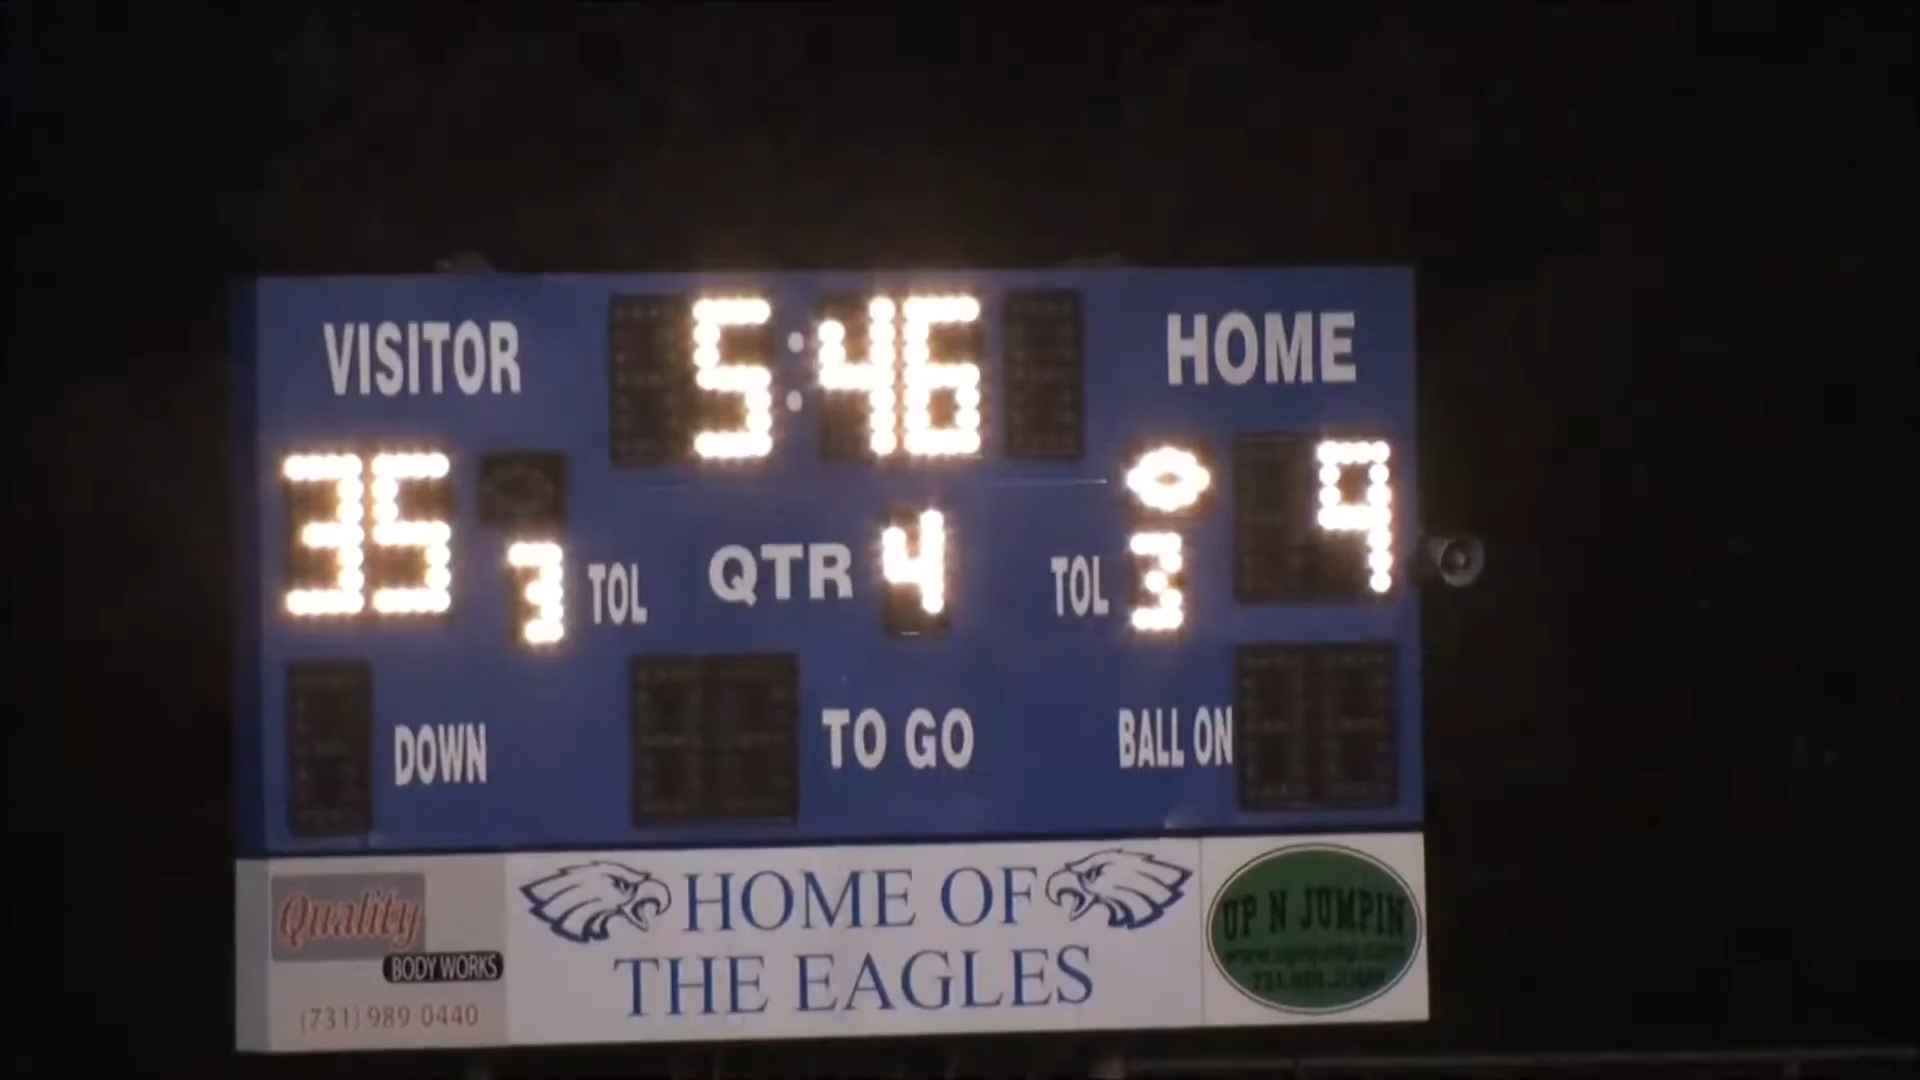 VISITOR 5:46 HOME
35 3 TOL QTR 4 TOL 3 9
DOWN TO GO BALL ON
Quality
BODY WORKS
(731) 989-0440
HOME OF
THE EAGLES
UP N JUMPIN